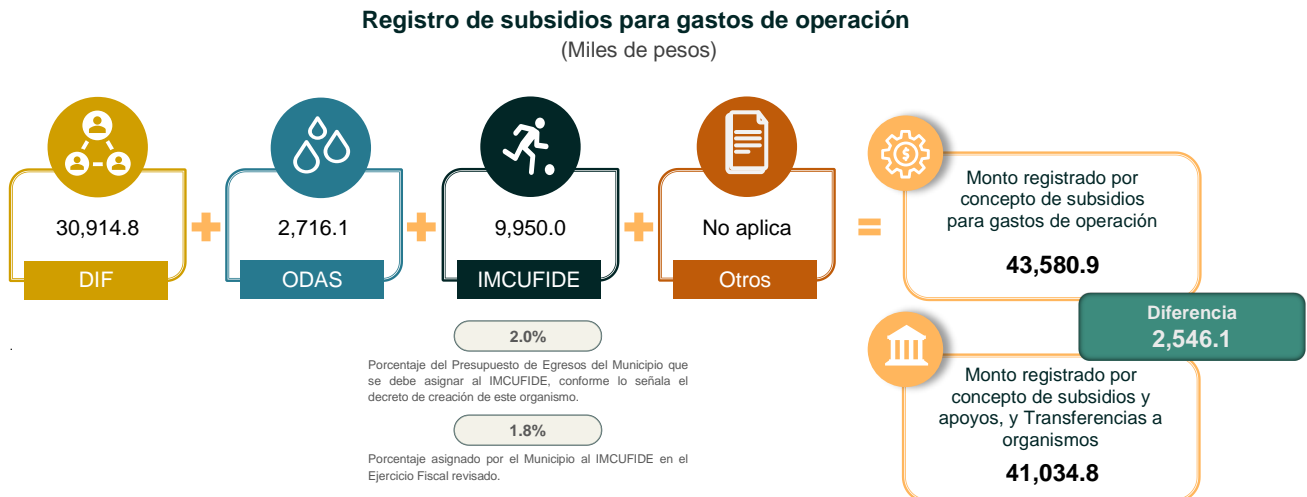 Registro de subsidios para gastos de operación
(Miles de pesos)
30,914.8
DIF
2,716.1
ODAS
9,950.0
IMCUFIDE
No aplica
Otros
Monto registrado por
concepto de subsidios
para gastos de operación
43,580.9
Diferencia
2,546.1
Monto registrado por
concepto de subsidios y
apoyos, y Transferencias a
organismos
41,034.8
2.0%
Porcentaje del Presupuesto de Egresos del Municipio que
se debe asignar al IMCUFIDE, conforme lo señala el
decreto de creación de este organismo.
1.8%
Porcentaje asignado por el Municipio al IMCUFIDE en el
Ejercicio Fiscal revisado.